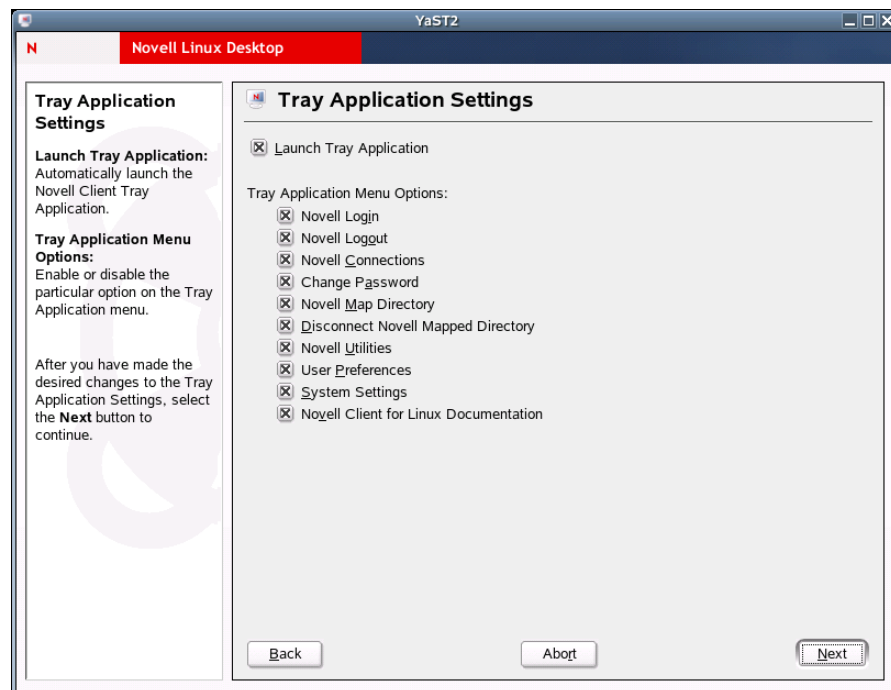 YaST2
N
Novell Linux Desktop
Tray Application
Settings
Launch Tray Application:
Automatically launch the
Novell Client Tray
Application.
Tray Application Menu
Options:
Enable or disable the
particular option on the Tray
Application menu.
After you have made the
desired changes to the Tray
Application Settings, select
the Next button to
continue.
N
Tray Application Settings
Launch Tray Application
Tray Application Menu Options:
Novell Login
Novell Logout
Novell Connections
Change Password
Novell Map Directory
Disconnect Novell Mapped Directory
Novell Utilities
User Preferences
System Settings
Novell Client for Linux Documentation
Back
Abort
Next